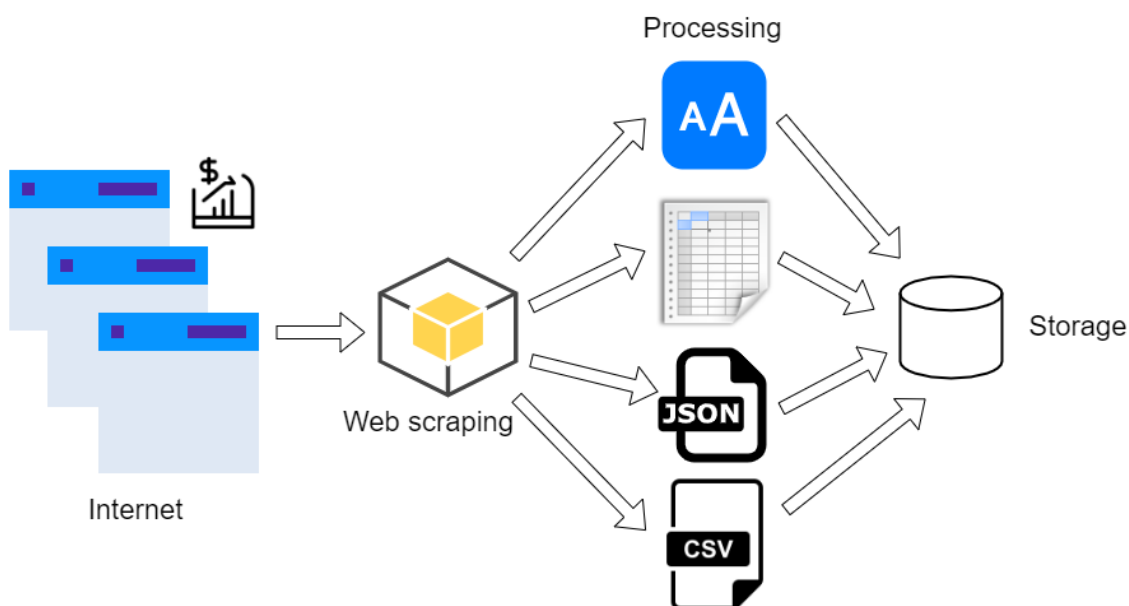 Processing
AA
$
JSON
Storage
Web scraping
Internet
CSV